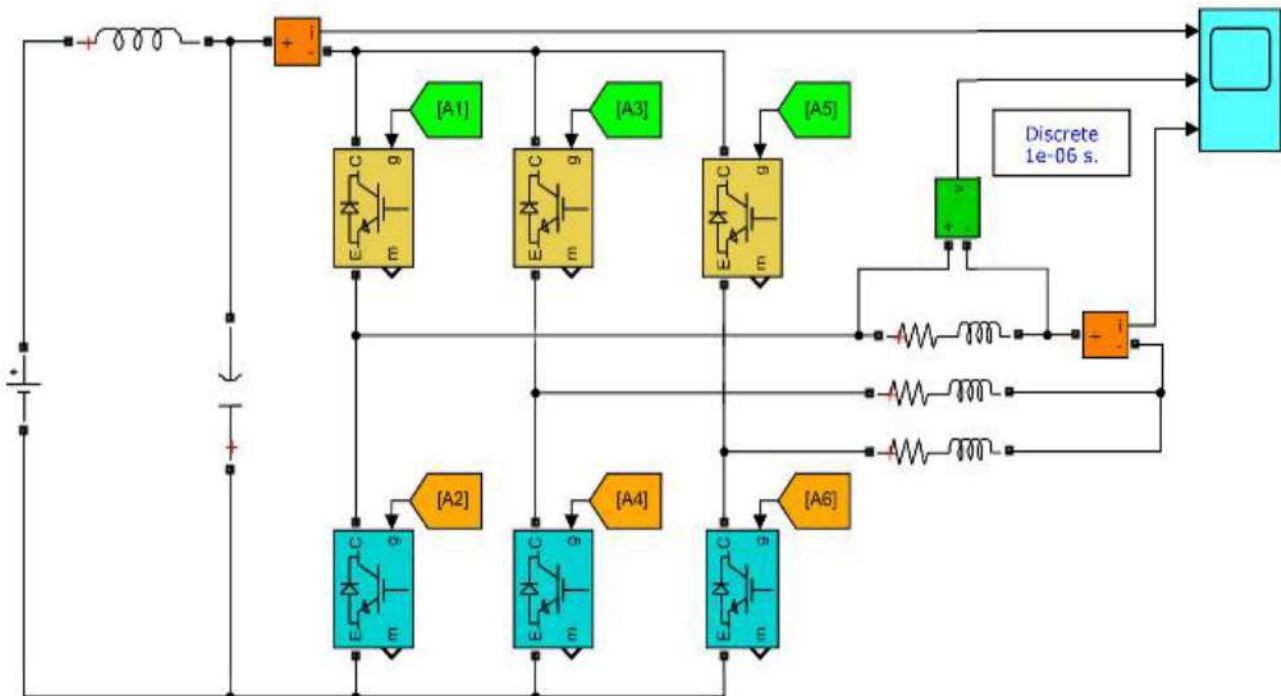 [A1]
[A3]
[A5]
Discrete
1e-06 s.
C
g
C
g
C
g
E
m
E
m
E
m
v
+
-
+
i
-
+
i
-
[A2]
[A4]
[A6]
C
g
C
g
C
g
E
m
E
m
E
m